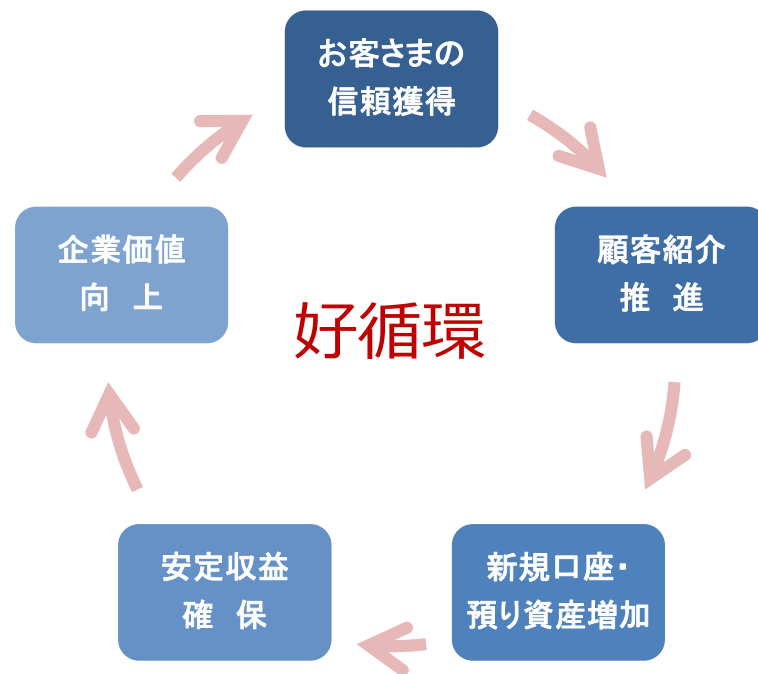 お客さまの
信頼獲得
顧客紹介
推　進
新規口座・
預り資産増加
安定収益
確　保
企業価値
向　上
好循環